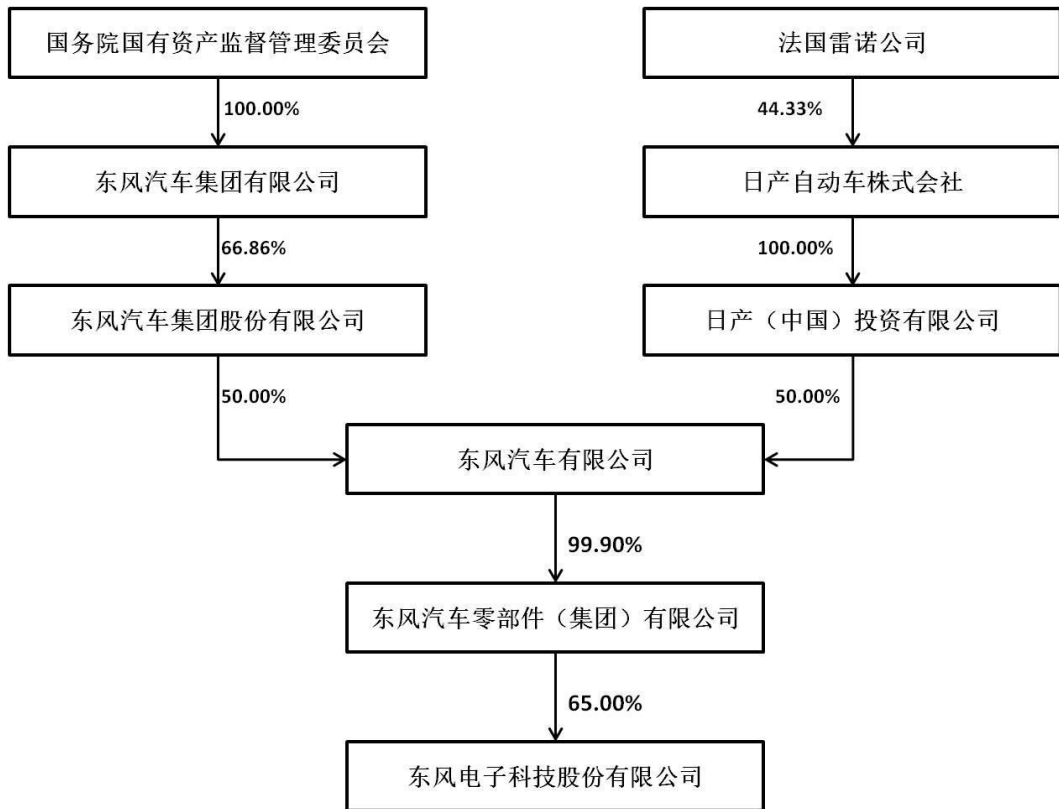 国务院国有资产监督管理委员会
法国雷诺公司
100.00%
44.33%
东风汽车集团有限公司
日产自动车株式会社
66.86%
100.00%
东风汽车集团股份有限公司
日产（中国）投资有限公司
50.00%
50.00%
东风汽车有限公司
99.90%
东风汽车零部件（集团）有限公司
65.00%
东风电子科技股份有限公司